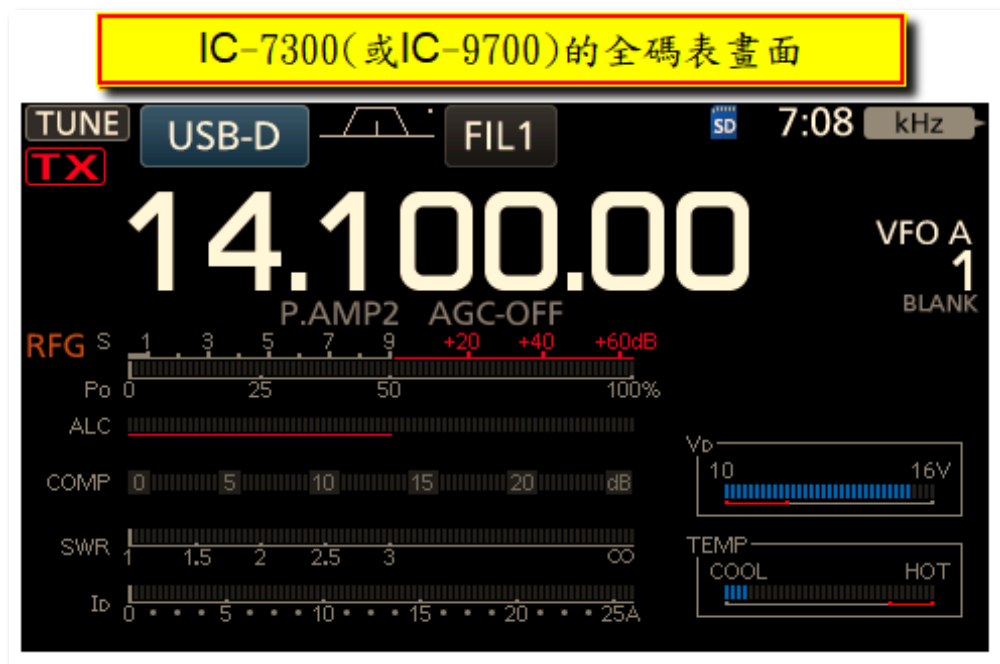 IC-7300(或IC-9700)的全碼表畫面
TUNE USB-D FIL1 SD 7:08 kHz
TX
14.100.00 VFO A
1
P.AMP2 AGC-OFF BLANK
RFG S 1 3 5 7 9 +20 +40 +60dB
Po 0 25 50 100%
ALC
COMP 0 5 10 15 20 dB
SWR 1 1.5 2 2.5 3 ∞
ID 0 5 10 15 20 25A
VD
10 16V
TEMP
COOL HOT